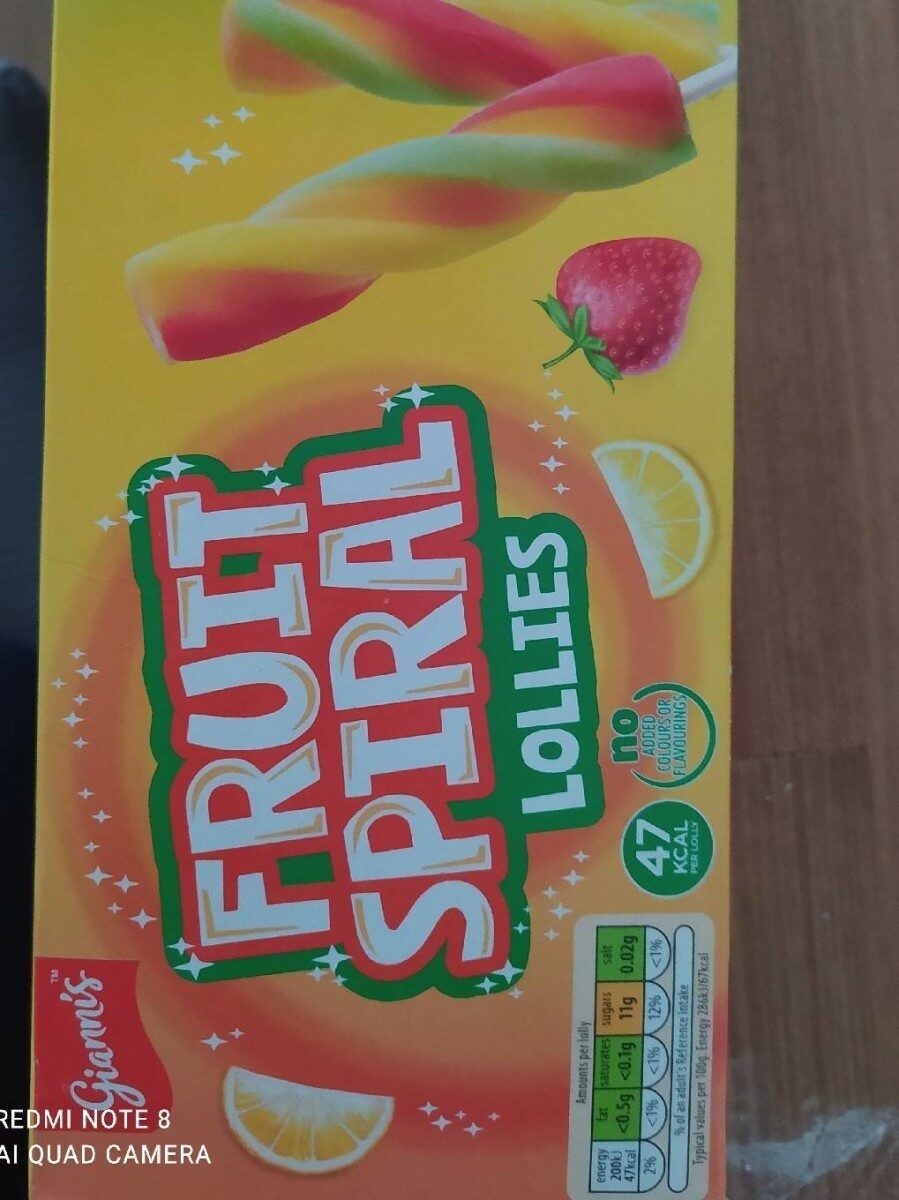 Gianni's™
FRUIT
SPIRAL
LOLLIES
no
ADDED
COLOURS OR
FLAVOURINGS
47
KCAL
PER LOLLY
Amounts per lolly
energy fat saturates sugars salt
200kJ
47kcal <0.5g <0.1g 11g 0.02g
2% <1% <1% 12% <1%
% of an adult's Reference intake
Typical values per 100g. Energy 286kJ/67kcal
REDMI NOTE 8
AI QUAD CAMERA